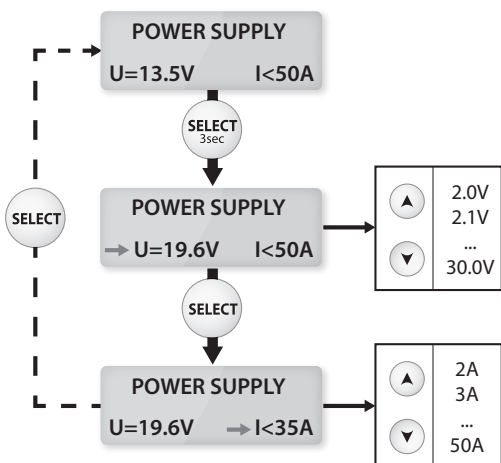 POWER SUPPLY
U=13.5V I<50A
SELECT
3sec
POWER SUPPLY
U=19.6V I<50A
2.0V
2.1V
...
30.0V
SELECT
SELECT
POWER SUPPLY
U=19.6V I<35A
2A
3A
...
50A